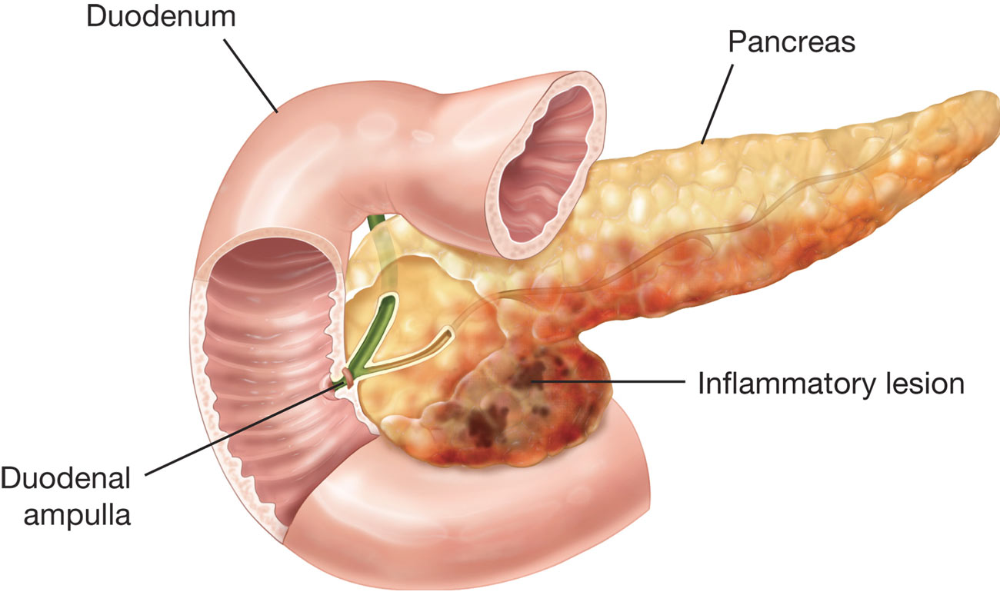 Duodenum
Pancreas
Inflammatory lesion
Duodenal
ampulla